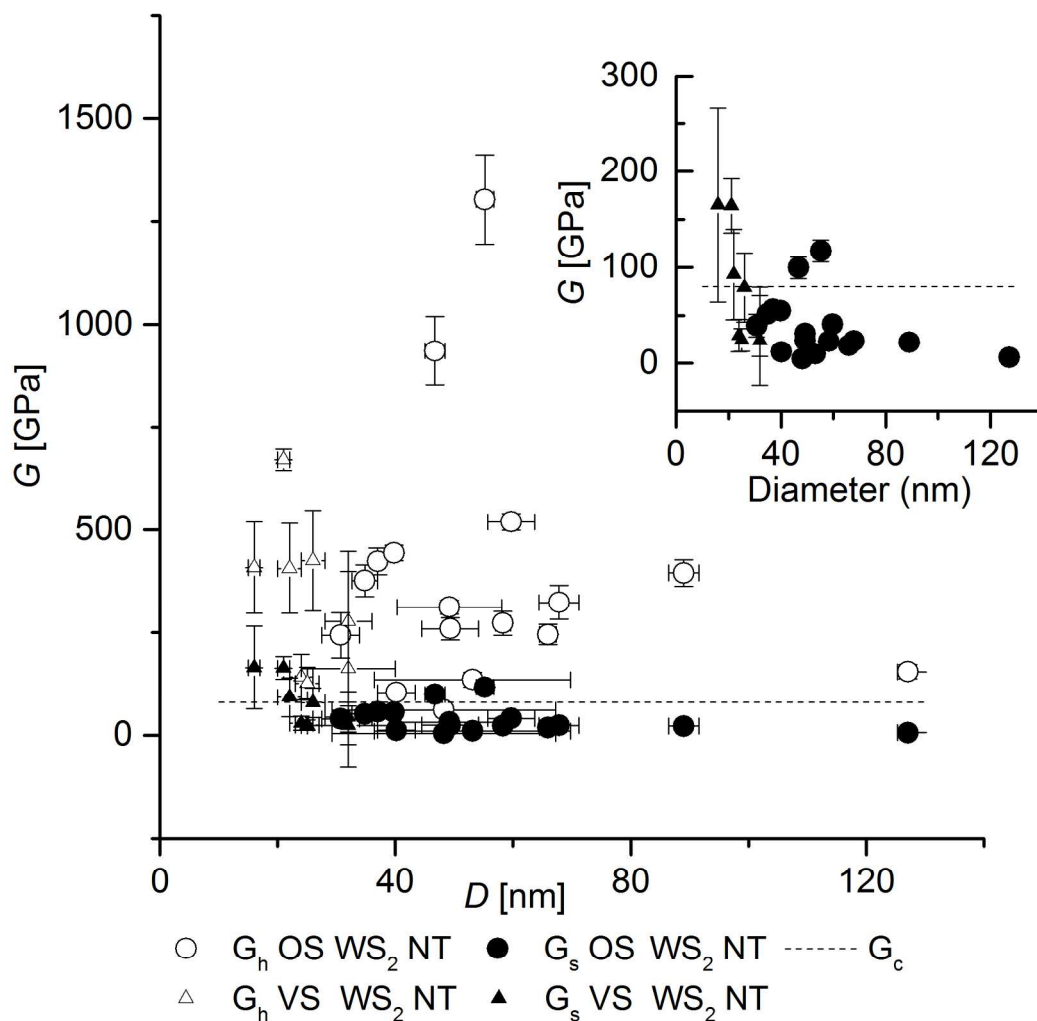 1500
1000
500
0
G [GPa]
0
40
80
120
D [nm]
300
200
100
0
G [GPa]
0
40
80
120
Diameter (nm)
G_h OS WS_2 NT
G_s OS WS_2 NT
G_c
G_h VS WS_2 NT
G_s VS WS_2 NT